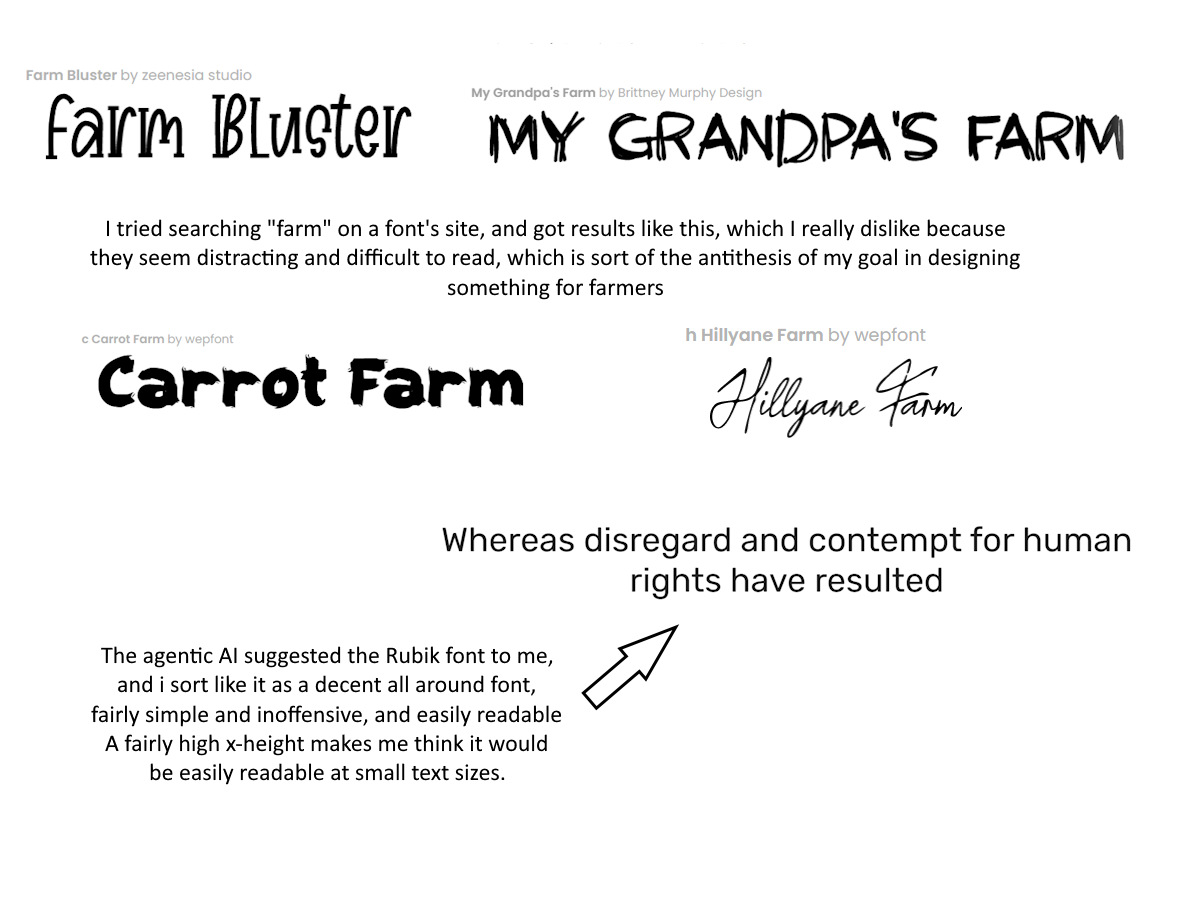 Farm Bluster by zeenesia studio
Farm Bluster
My Grandpa's Farm by Brittney Murphy Design
MY GRANDPA'S FARM
I tried searching "farm" on a font's site, and got results like this, which I really dislike because
they seem distracting and difficult to read, which is sort of the antithesis of my goal in designing
something for farmers
c Carrot Farm by wepfont
Carrot Farm
h Hillyane Farm by wepfont
Hillyane Farm
Whereas disregard and contempt for human
rights have resulted
The agentic AI suggested the Rubik font to me,
and i sort like it as a decent all around font,
fairly simple and inoffensive, and easily readable
A fairly high x-height makes me think it would
be easily readable at small text sizes.